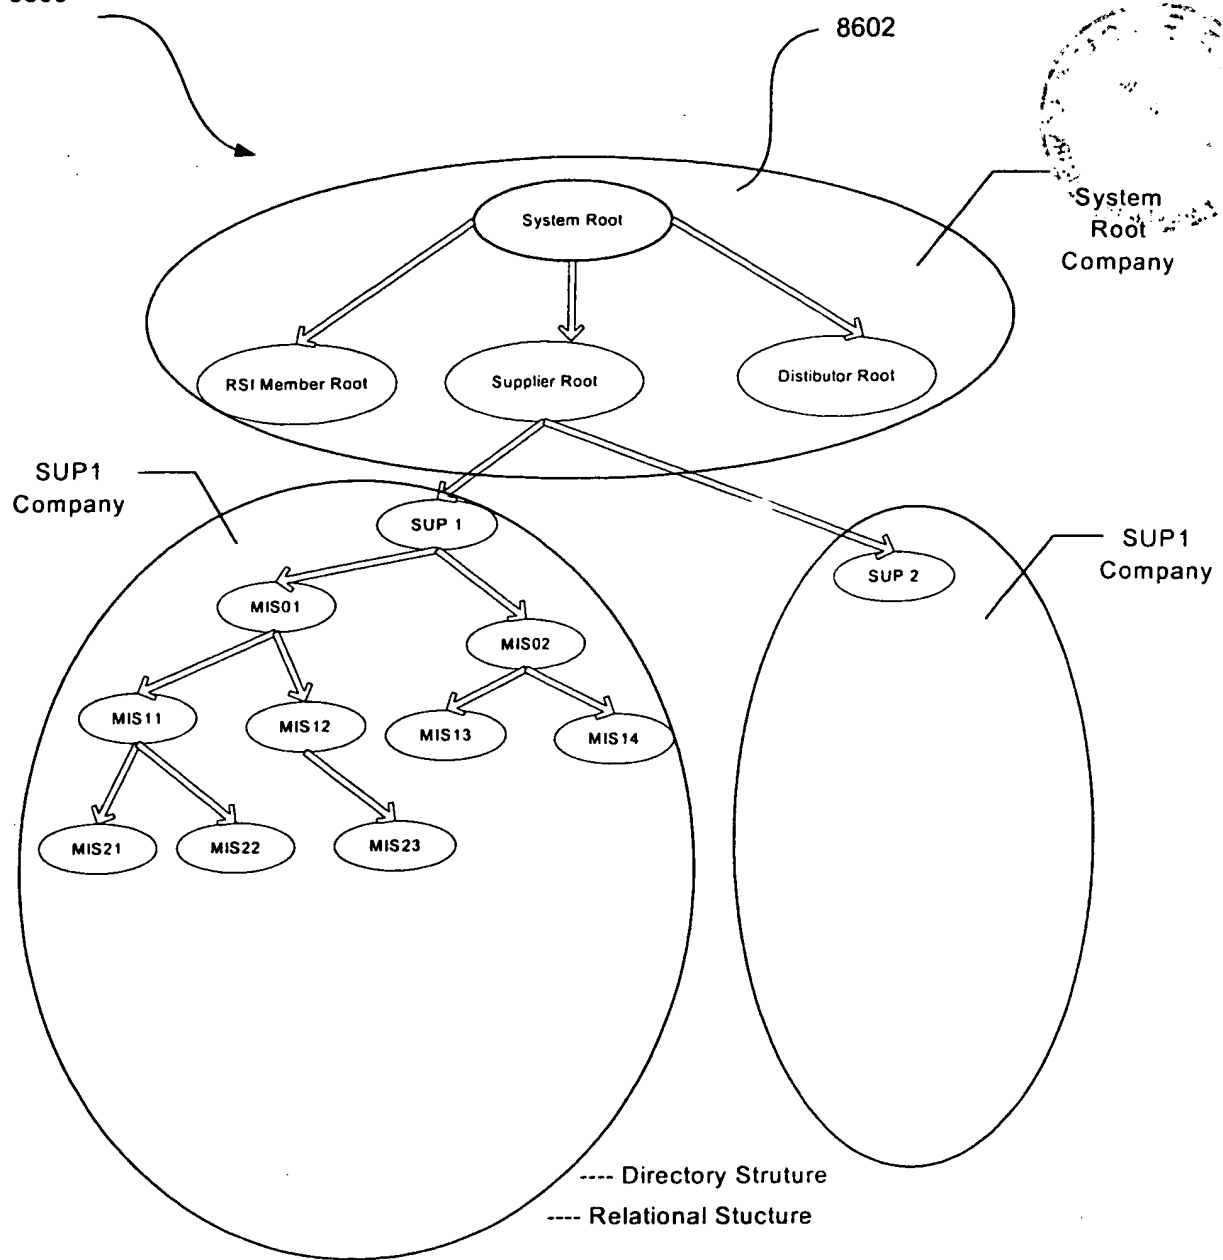 8602
System
Root
Company
System Root
RSI Member Root
Supplier Root
Distibutor Root
SUP1
Company
SUP 1
SUP1
Company
SUP 2
MIS01
MIS02
MIS11
MIS12
MIS13
MIS14
MIS21
MIS22
MIS23
---- Directory Struture
---- Relational Stucture